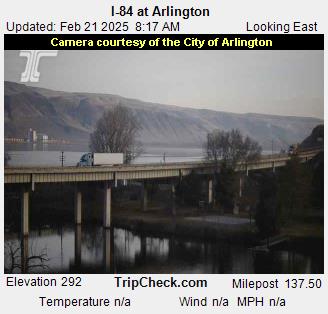 I-84 at Arlington
Updated: Feb 21 2025 8:17 AM Looking East
Camera courtesy of the City of Arlington
Elevation 292 TripCheck.com Milepost 137.50
Temperature n/a Wind n/a MPH n/a